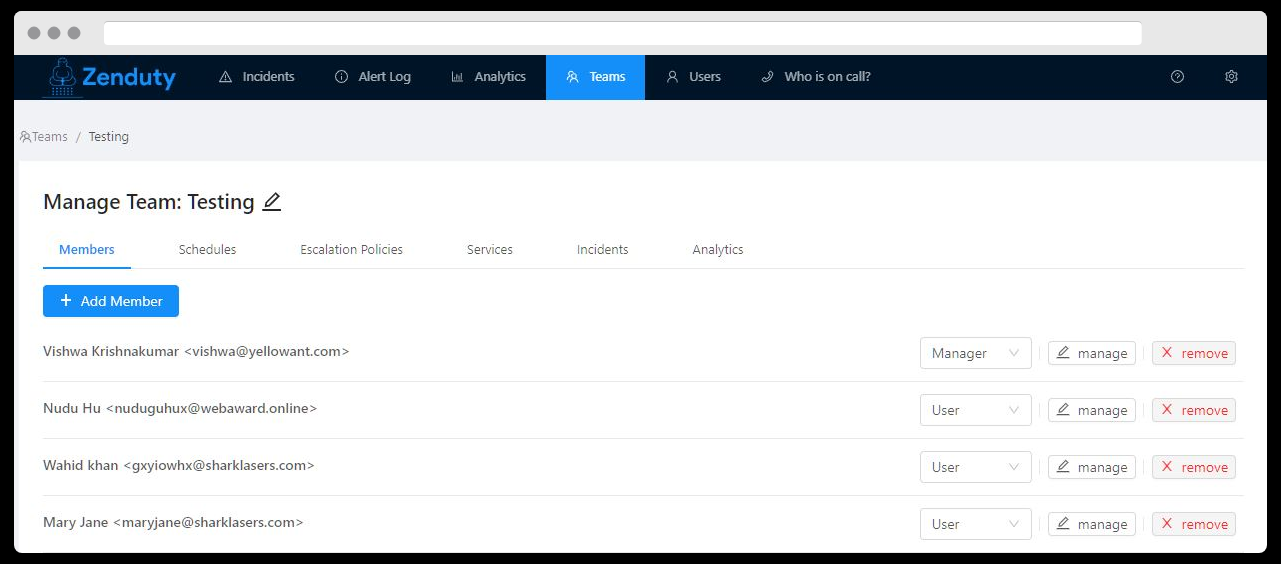 Zenduty Incidents Alert Log Analytics Teams Users Who is on call?
Teams / Testing
Manage Team: Testing
Members Schedules Escalation Policies Services Incidents Analytics
+ Add Member
Vishwa Krishnakumar <vishwa@yellowant.com> Manager manage X remove
Nudu Hu <nuduguhux@webaward.online> User manage X remove
Wahid khan <gxyiowhx@sharklasers.com> User manage X remove
Mary Jane <maryjane@sharklasers.com> User manage X remove